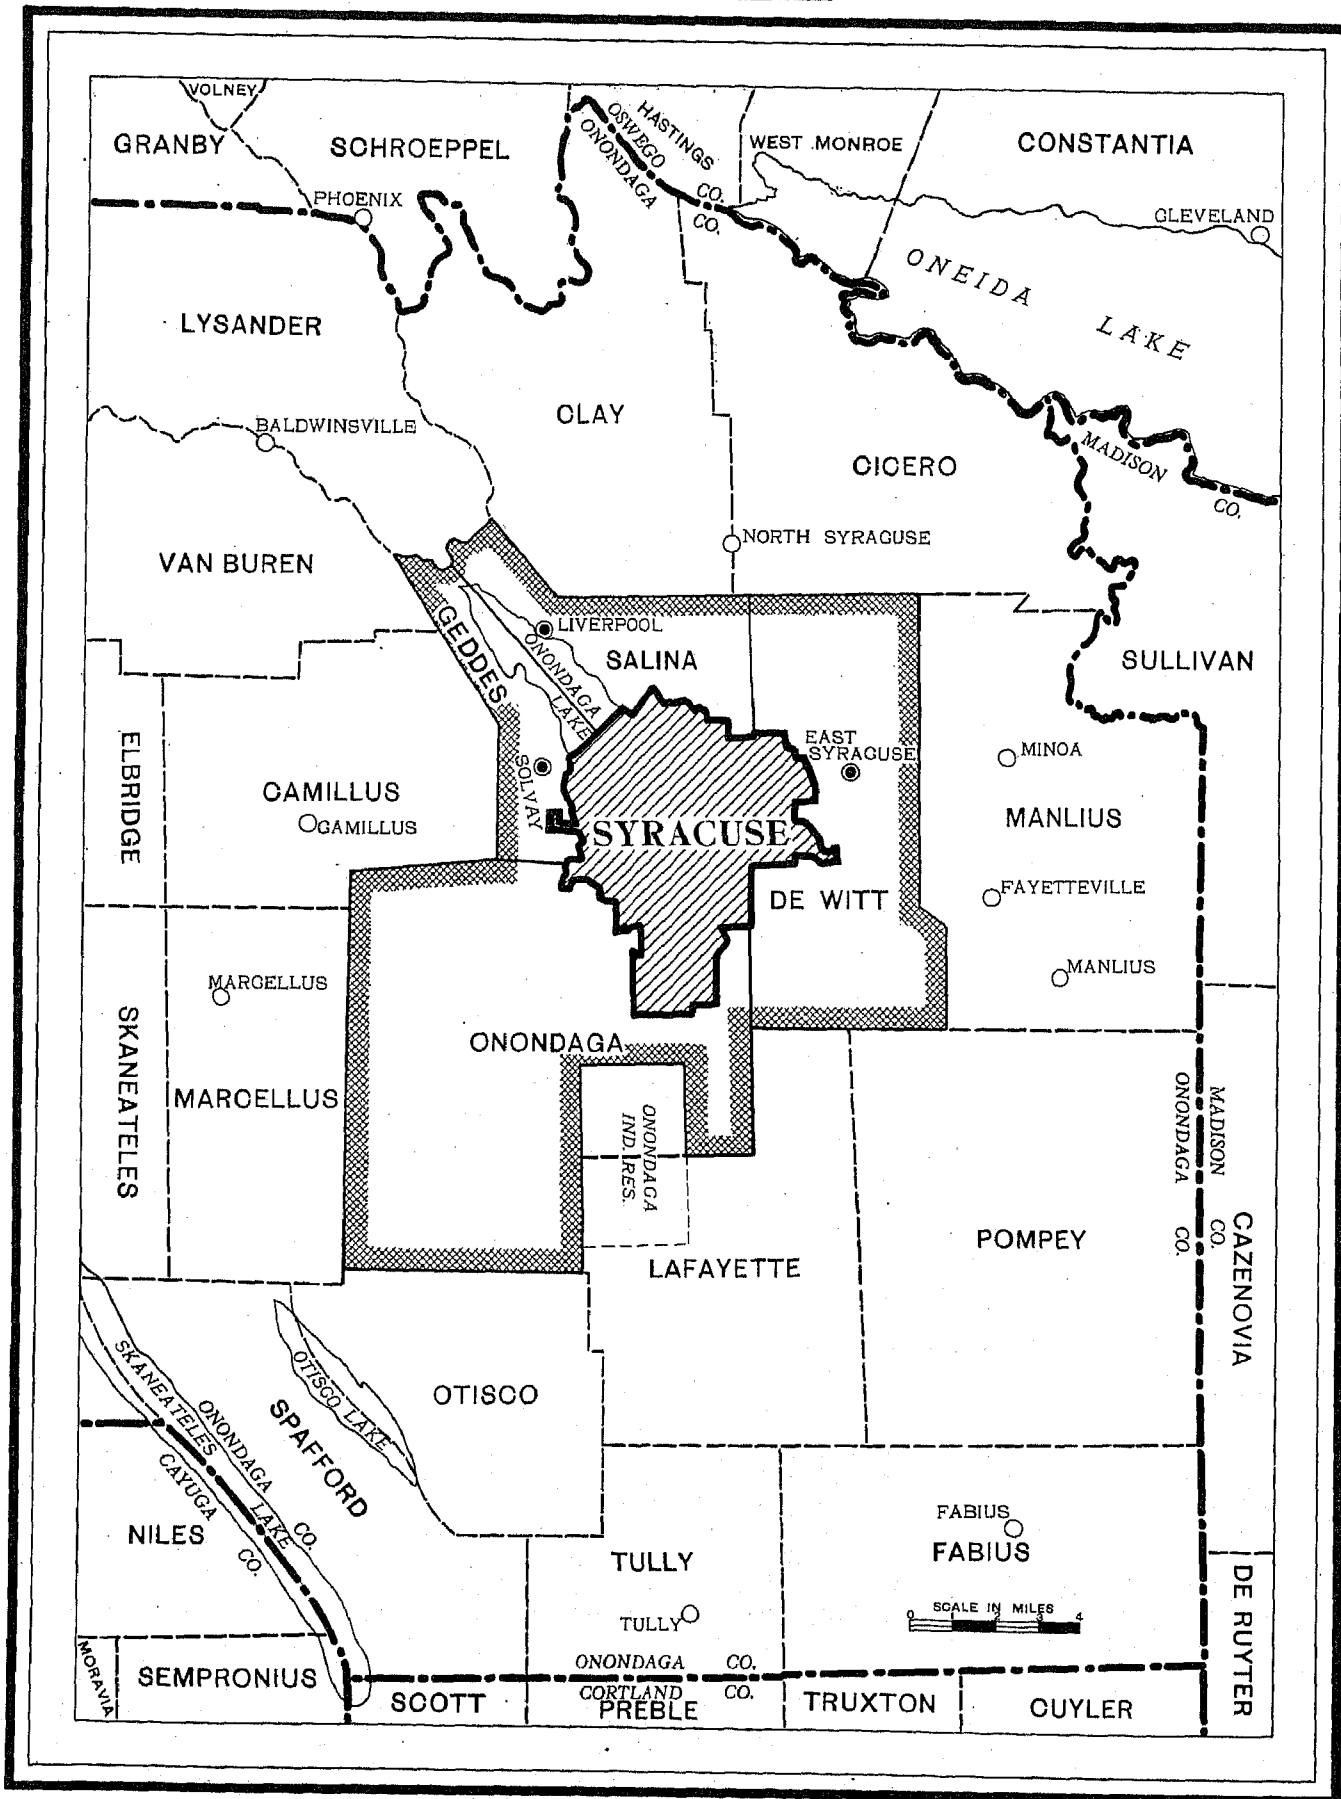 VOLNEY
GRANBY
SCHROEPPEL
HASTINGS
OSWEGO
CO.
ONONDAGA
CO.
WEST MONROE
CONSTANTIA
PHOENIX
CLEVELAND
ONEIDA
LAKE
LYSANDER
CLAY
BALDWINSVILLE
CICERO
MADISON
CO.
NORTH SYRACUSE
VAN BUREN
GEDDES
LIVERPOOL
ONONDAGA
LAKE
SALINA
SULLIVAN
ELBRIDGE
CAMILLUS
CAMILLUS
SOLVAY
EAST
SYRACUSE
MINOA
MANLIUS
SYRACUSE
DE WITT
FAYETTEVILLE
MANLIUS
MARCELLUS
SKANEATELES
MARCELLUS
ONONDAGA
ONONDAGA
IND. RES.
MADISON CO.
ONONDAGA CO.
CAZENOVIA
LAFAYETTE
POMPEY
SKANEATELES LAKE
ONONDAGA CO.
CAYUGA CO.
OTISCO LAKE
SPAFFORD
OTISCO
NILES
TULLY
TULLY
FABIUS
FABIUS
SCALE IN MILES
0 1 2 3 4
DE RUYTER
MORAVIA
SEMPRONIUS
ONONDAGA CO.
CORTLAND CO.
SCOTT
PREBLE
TRUXTON
CUYLER